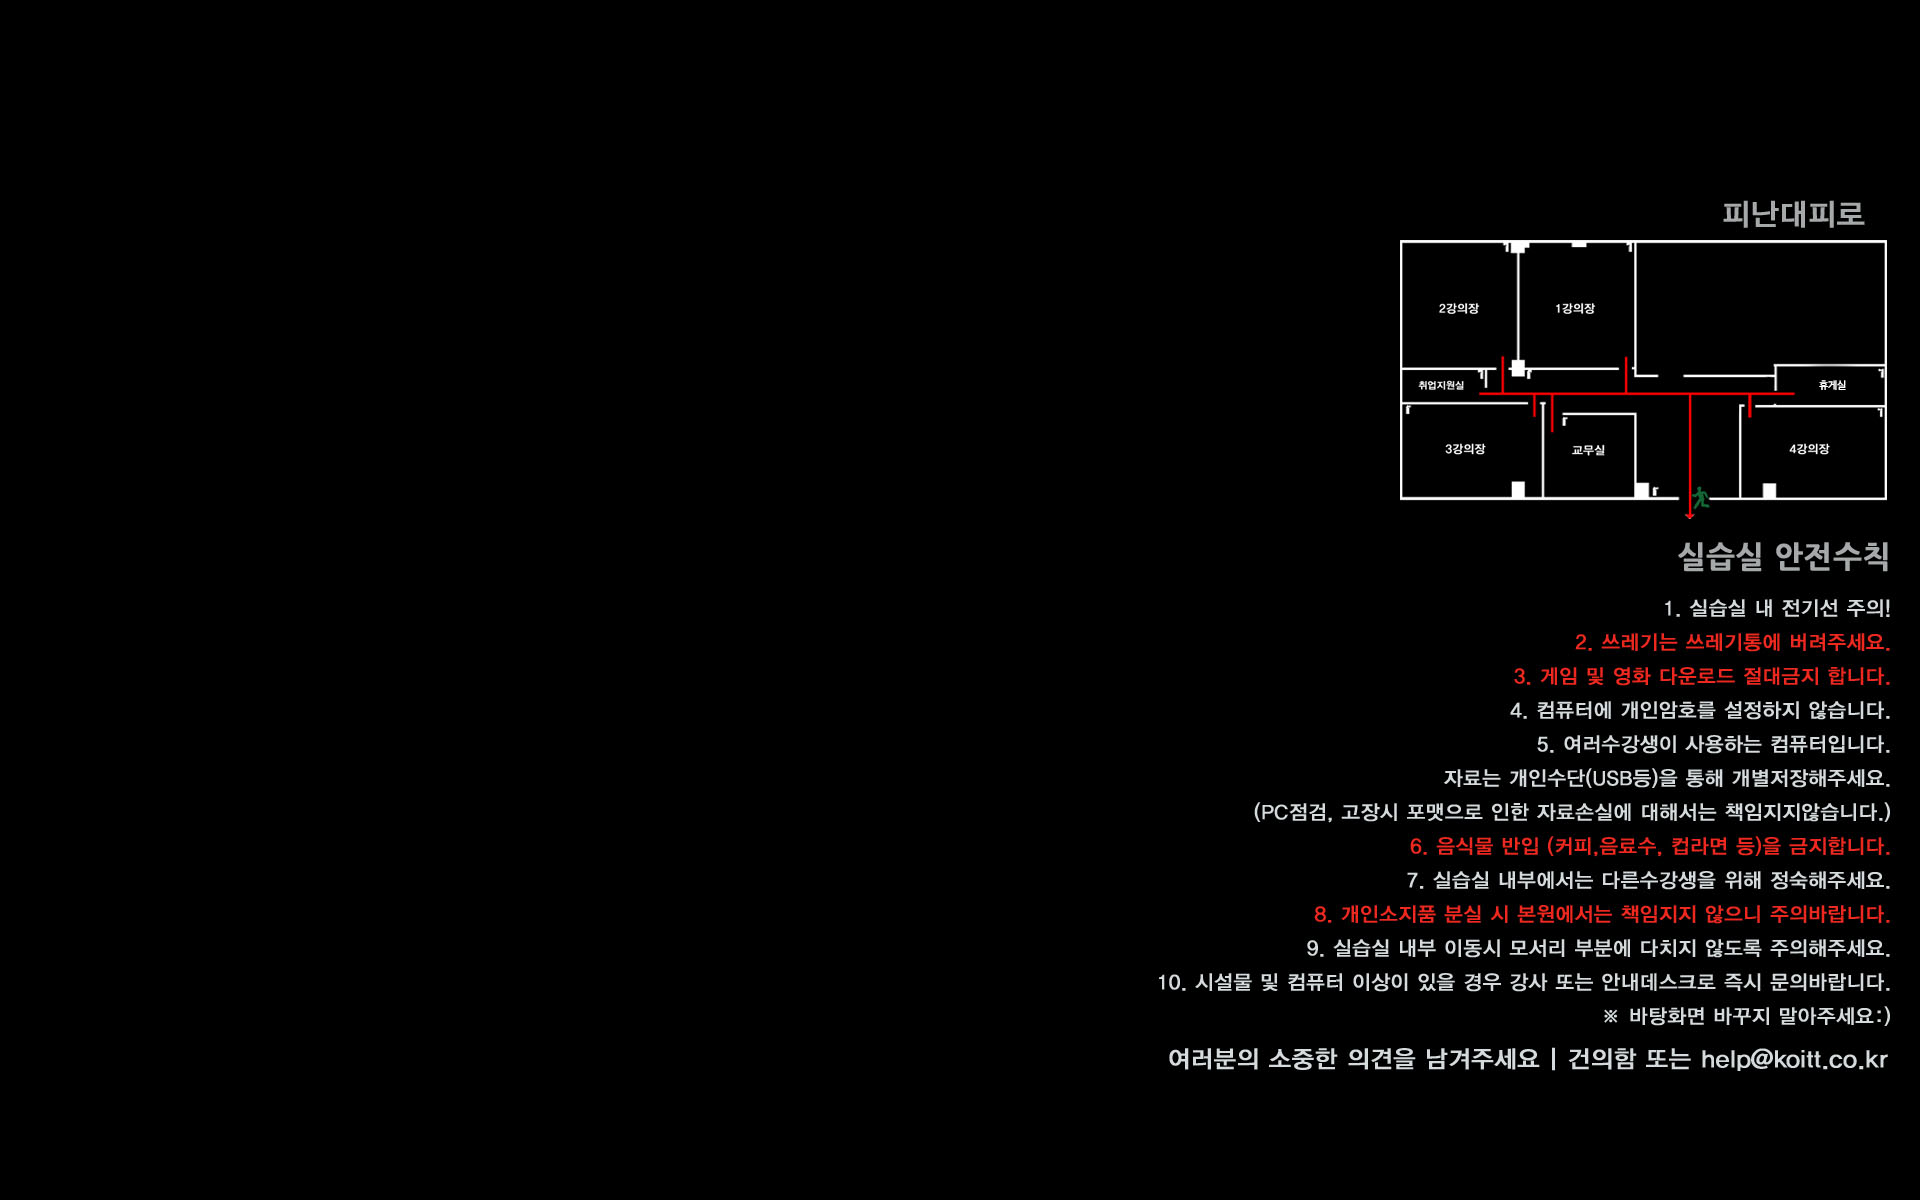 피난대피로
2강의장
1강의장
취업지원실
휴게실
3강의장
교무실
4강의장
실습실 안전수칙
1. 실습실 내 전기선 주의!
2. 쓰레기는 쓰레기통에 버려주세요.
3. 게임 및 영화 다운로드 절대금지 합니다.
4. 컴퓨터에 개인암호를 설정하지 않습니다.
5. 여러수강생이 사용하는 컴퓨터입니다.
자료는 개인수단(USB등)을 통해 개별저장해주세요.
(PC점검, 고장시 포맷으로 인한 자료손실에 대해서는 책임지지않습니다.)
6. 음식물 반입 (커피,음료수, 컵라면 등)을 금지합니다.
7. 실습실 내부에서는 다른수강생을 위해 정숙해주세요.
8. 개인소지품 분실 시 본원에서는 책임지지 않으니 주의바랍니다.
9. 실습실 내부 이동시 모서리 부분에 다치지 않도록 주의해주세요.
10. 시설물 및 컴퓨터 이상이 있을 경우 강사 또는 안내데스크로 즉시 문의바랍니다.
※ 바탕화면 바꾸지 말아주세요:)
여러분의 소중한 의견을 남겨주세요 | 건의함 또는 help@koitt.co.kr